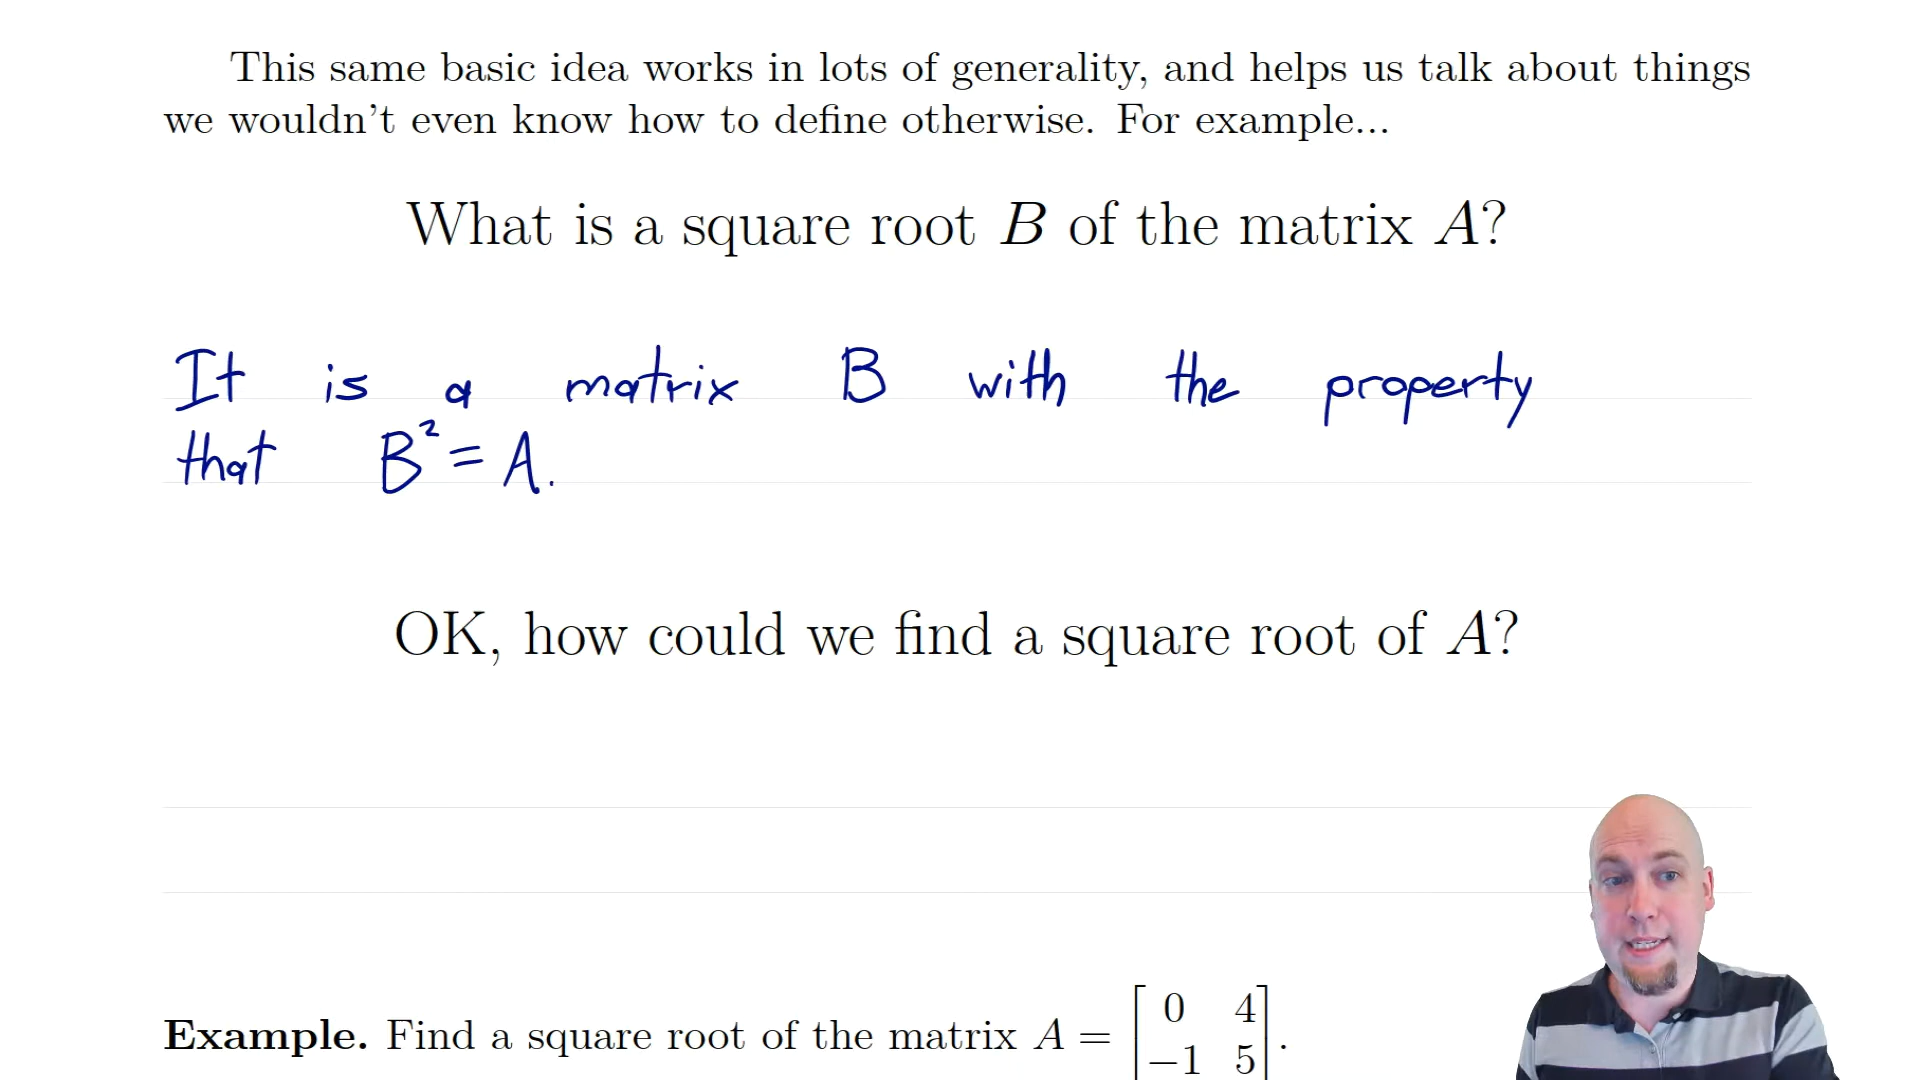 This same basic idea works in lots of generality, and helps us talk about things
we wouldn't even know how to define otherwise. For example...
What is a square root B of the matrix A?
It is a matrix B with the property
that B² = A.
OK, how could we find a square root of A?
Example. Find a square root of the matrix A = [0 4
−1 5].